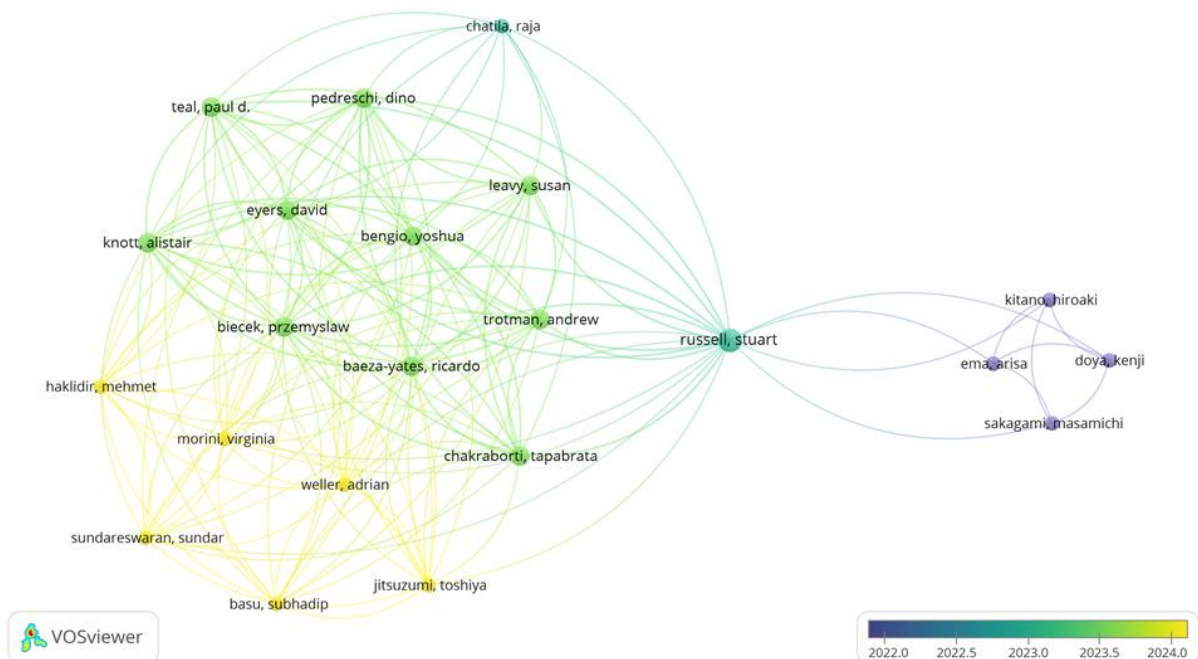 chatila, raja
pedreschi, dino
teal, paul d.
leavy, susan
eyers, david
bengio, yoshua
knott, alistair
kitano, hiroaki
trotman, andrew
biecek, przemyslaw
russell, stuart
doya, kenji
ema, arisa
baeza-yates, ricardo
haklidir, mehmet
sakagami, masamichi
morini, virginia
chakraborti, tapabrata
weller, adrian
sundareswaran, sundar
jitsuzumi, toshiya
basu, subhadip
VOSviewer
2022.0 2022.5 2023.0 2023.5 2024.0